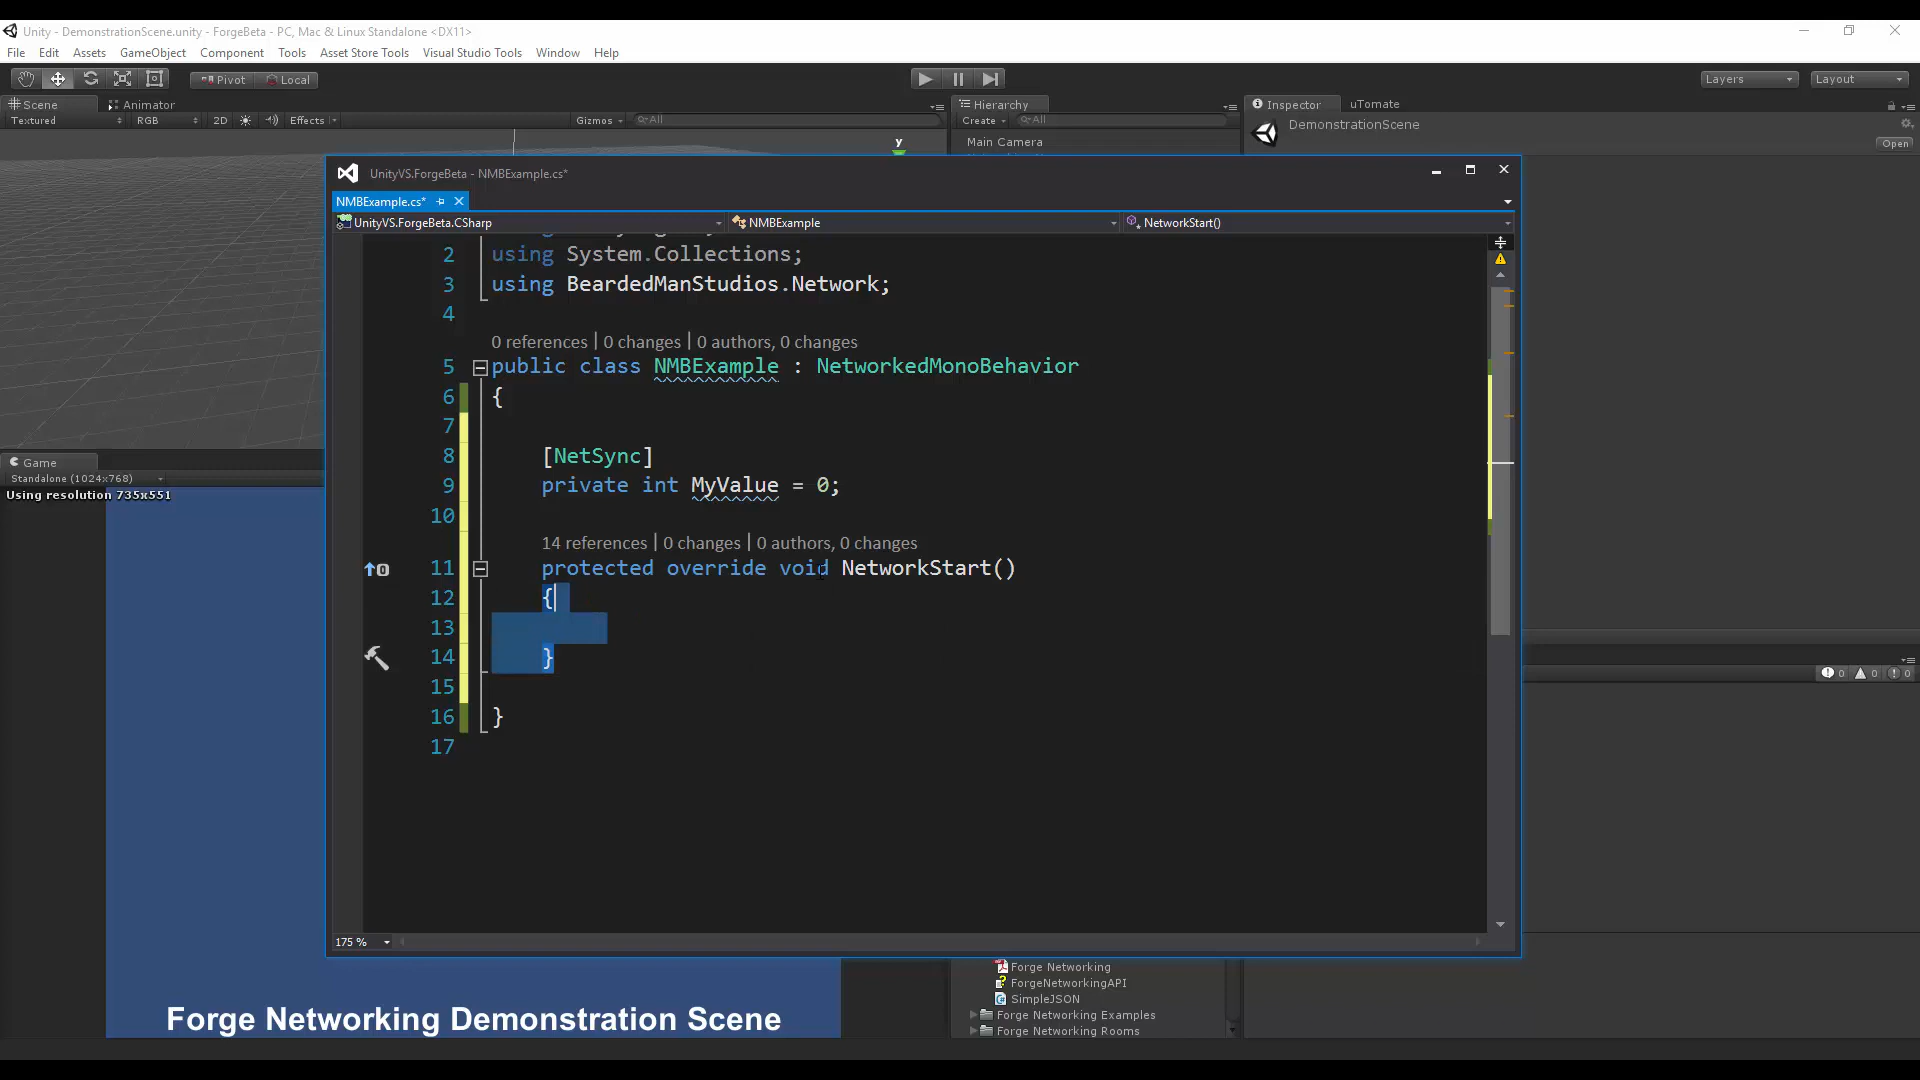 Unity - DemonstrationScene.unity - ForgeBeta - PC, Mac & Linux Standalone <DX11>
File Edit Assets GameObject Component Tools Asset Store Tools Visual Studio Tools Window Help
Pivot Local Layers Layout
Scene Animator Hierarchy Inspector uTomate
Textured RGB 2D Effects Gizmos All Create All DemonstrationScene
Main Camera Open
UnityVS.ForgeBeta - NMBExample.cs*
NMBExample.cs*
UnityVS.ForgeBeta.CSharp NMBExample NetworkStart()
2 using System.Collections;
3 using BeardedManStudios.Network;
4
0 references | 0 changes | 0 authors, 0 changes
5 public class NMBExample : NetworkedMonoBehavior
6 {
7
8 [NetSync]
9 private int MyValue = 0;
10
14 references | 0 changes | 0 authors, 0 changes
11 protected override void NetworkStart()
12 {
13
14 }
15
16 }
17
175 %
Game
Standalone (1024x768)
Using resolution 735x551
0 0 0
Forge Networking
ForgeNetworkingAPI
SimpleJSON
Forge Networking Examples
Forge Networking Rooms
Forge Networking Demonstration Scene